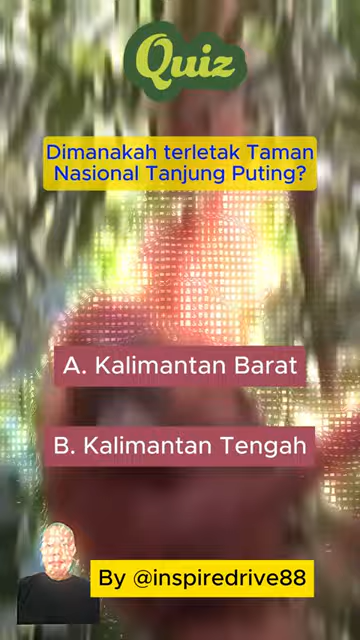 Quiz
Dimanakah terletak Taman
Nasional Tanjung Puting?
A. Kalimantan Barat
B. Kalimantan Tengah
By @inspiredrive88